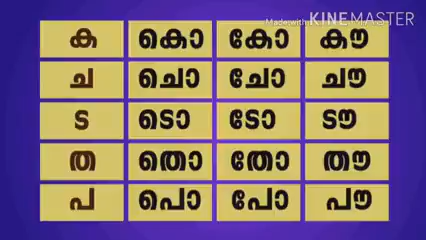 Made with KINEMASTER
ക കൊ കോ കൗ
ച ചൊ ചോ ചൗ
ട ടൊ ടോ ടൗ
ത തൊ തോ തൗ
പ പൊ പോ പൗ